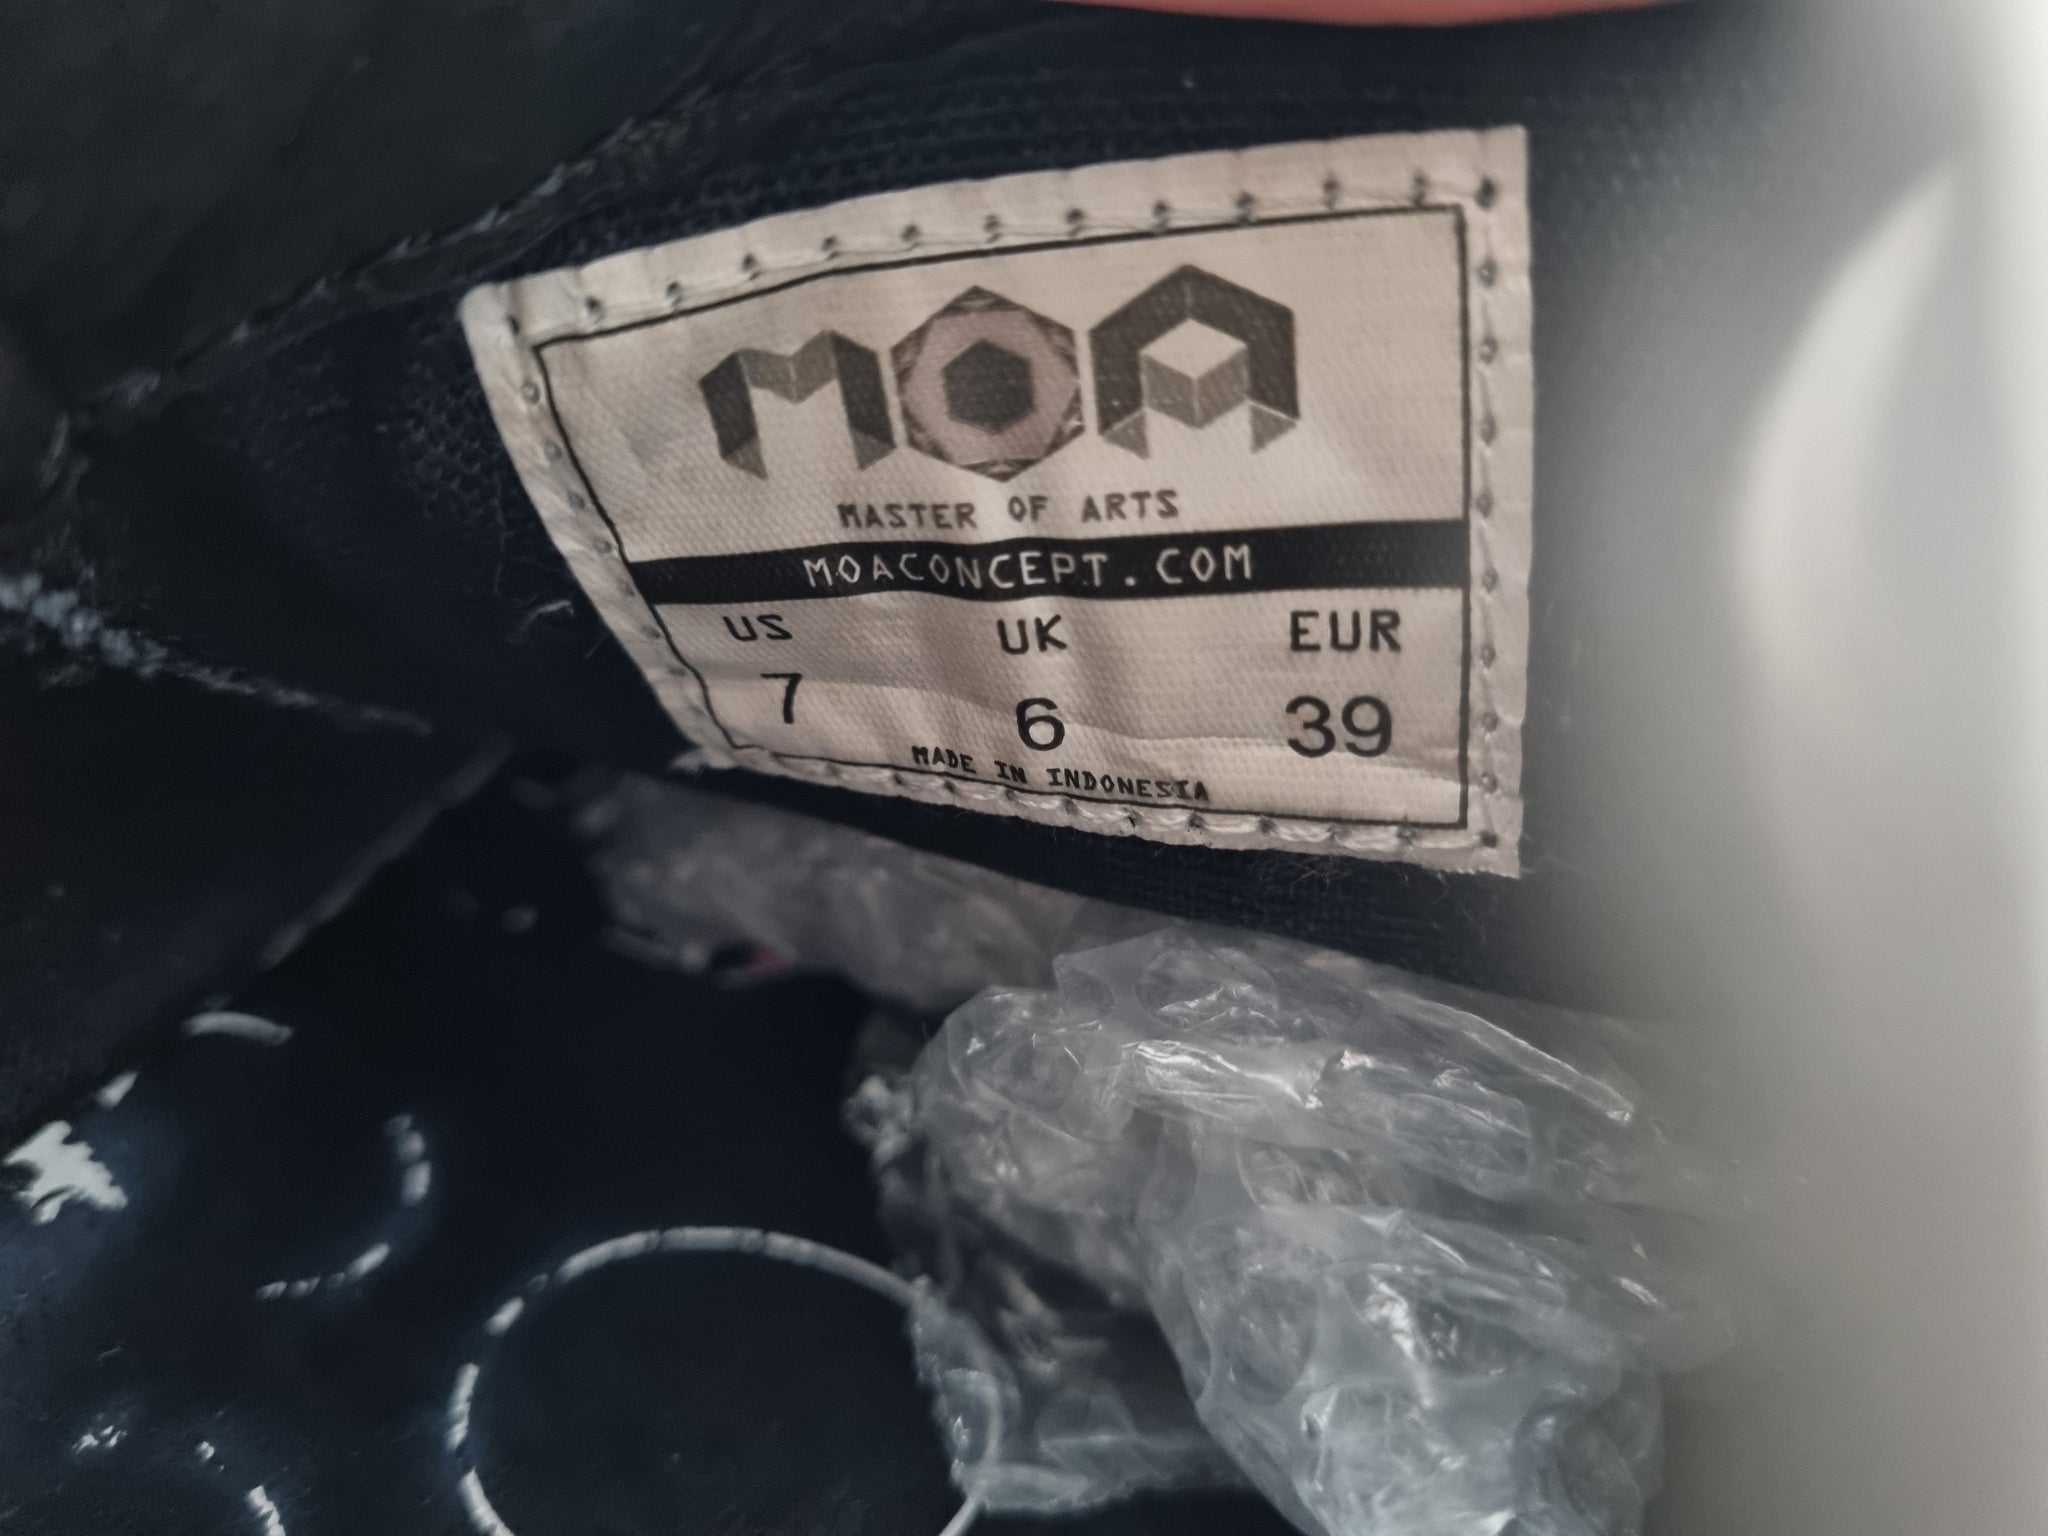 MOA
MASTER OF ARTS
MOACONCEPT.COM
US UK EUR
7 6 39
MADE IN INDONESIA